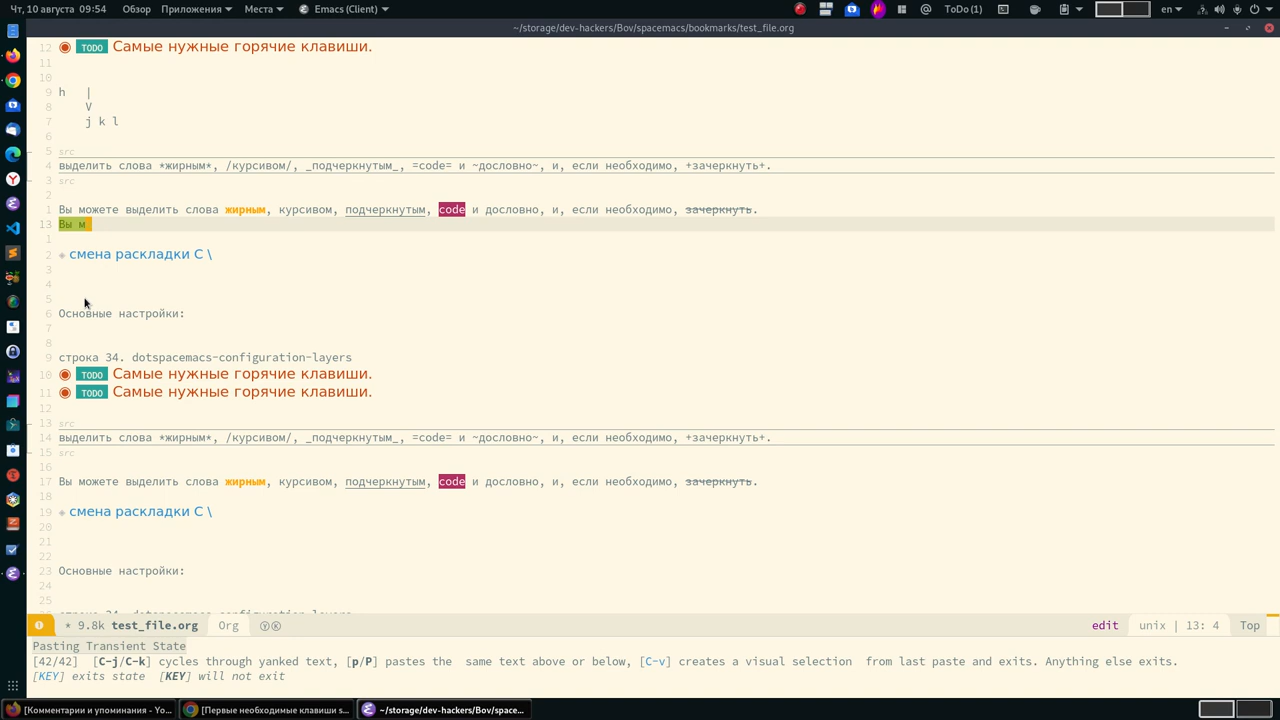 Чт, 10 августа 09:54 Обзор Приложения Места Emacs (Client) ToDo (1) en
~/storage/dev-hackers/Bov/spacemacs/bookmarks/test_file.org
12 TODO Самые нужные горячие клавиши.
11
10
9 h |
8 V
7 j k l
6
5 src
4 выделить слова *жирным*, /курсивом/, _подчеркнутым_, =code= и ~дословно~, и, если необходимо, +зачеркнуть+.
3 src
2
1 Вы можете выделить слова жирным, курсивом, подчеркнутым, code и дословно, и, если необходимо, зачеркнуть.
13 Вы м
1
2 смена раскладки C \
3
4
5
6 Основные настройки:
7
8
9 строка 34. dotspacemacs-configuration-layers
10 TODO Самые нужные горячие клавиши.
11 TODO Самые нужные горячие клавиши.
12
13 src
14 выделить слова *жирным*, /курсивом/, _подчеркнутым_, =code= и ~дословно~, и, если необходимо, +зачеркнуть+.
15 src
16
17 Вы можете выделить слова жирным, курсивом, подчеркнутым, code и дословно, и, если необходимо, зачеркнуть.
18
19 смена раскладки C \
20
21
22
23 Основные настройки:
24
25
* 9.8k test_file.org Org ⓨⓀ edit unix | 13: 4 Top
Pasting Transient State
[42/42] [C-j/C-k] cycles through yanked text, [p/P] pastes the same text above or below, [C-v] creates a visual selection from last paste and exits. Anything else exits.
[KEY] exits state [KEY] will not exit
[Комментарии и упоминания - Yo... [Первые необходимые клавиши s... ~/storage/dev-hackers/Bov/space...